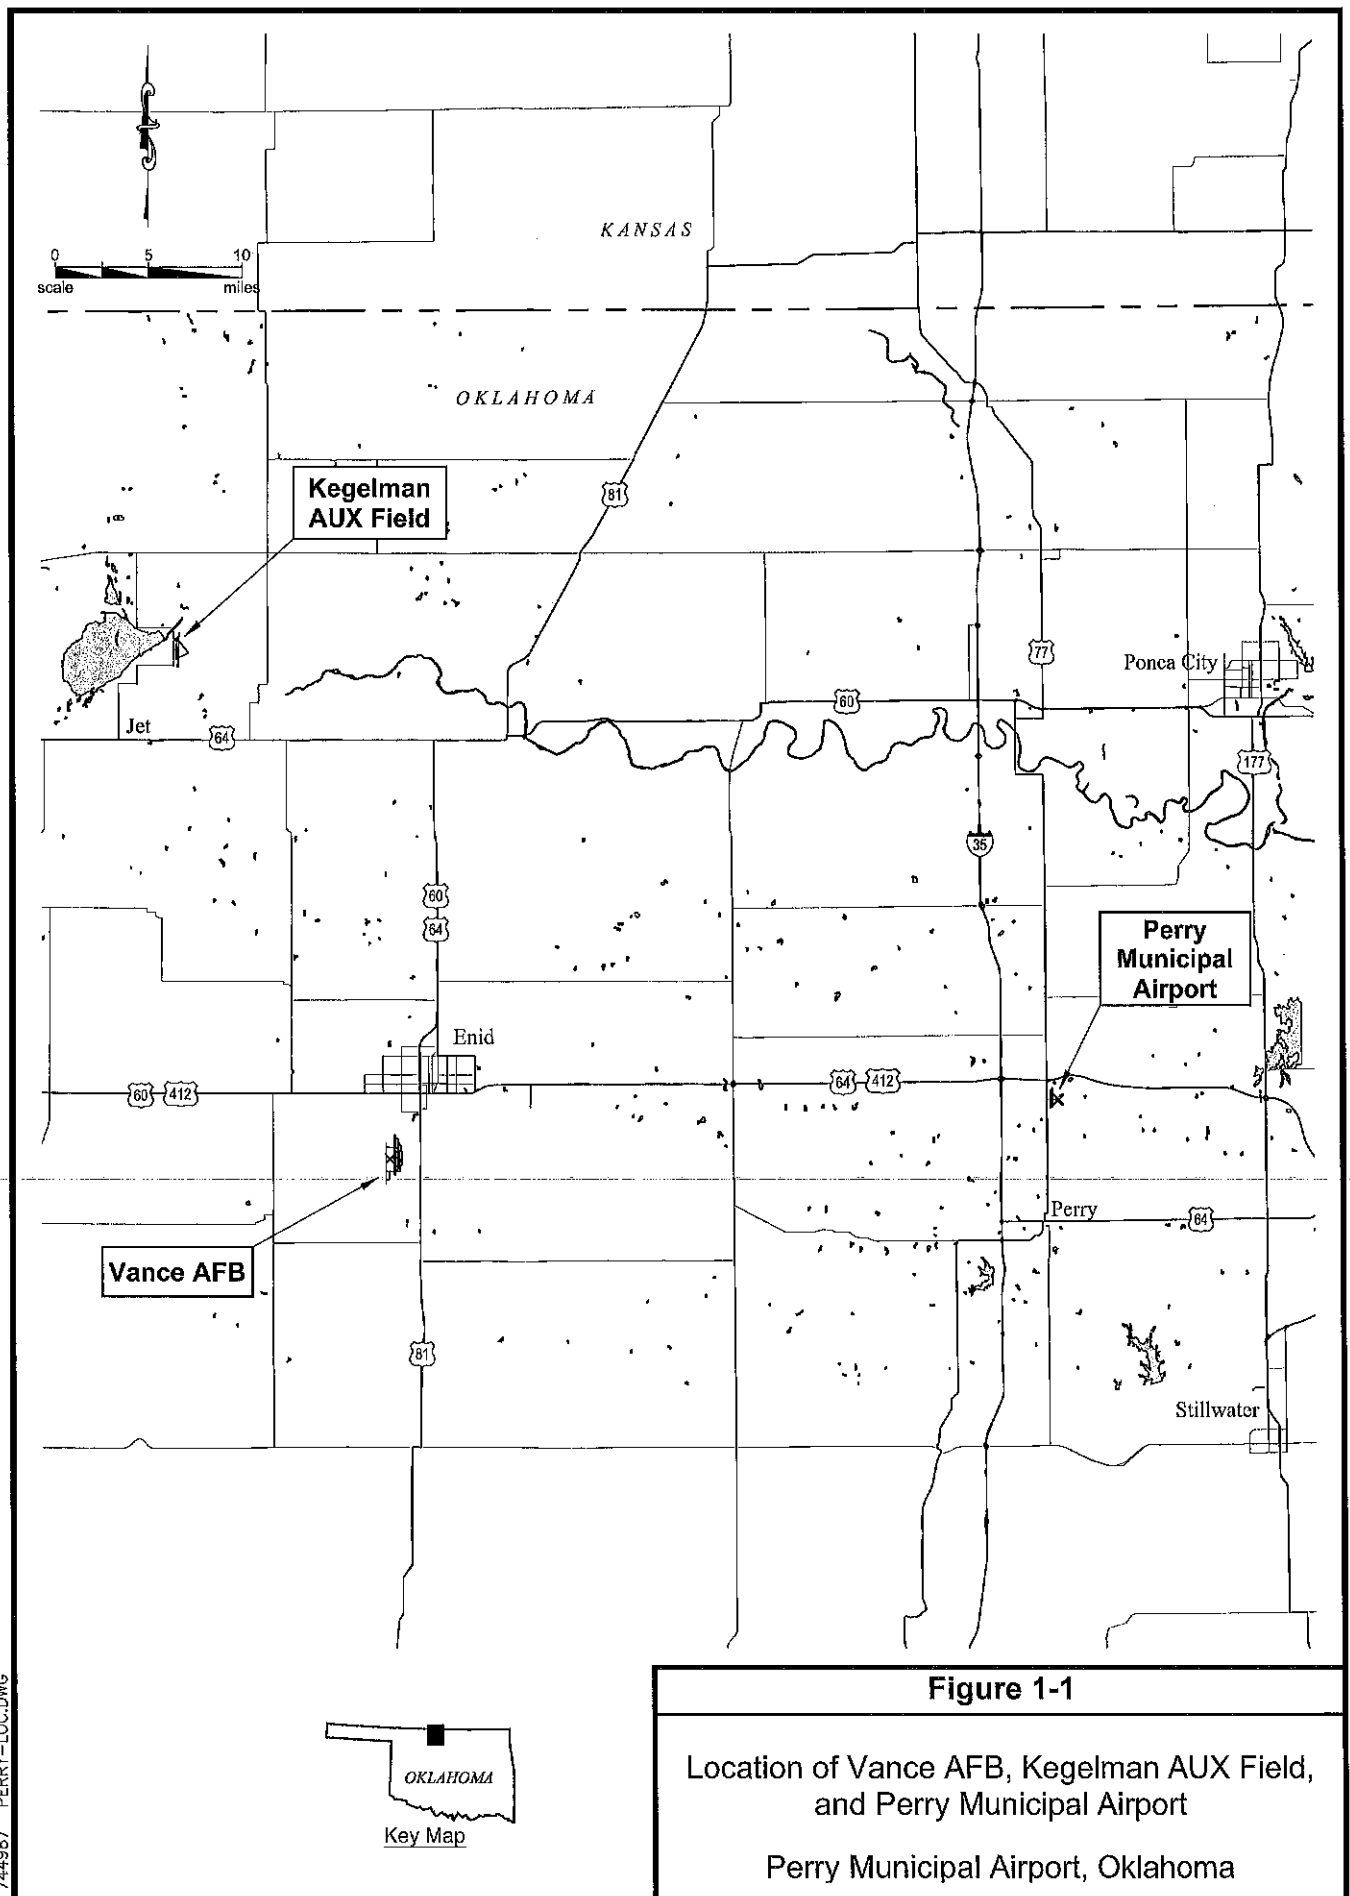 KANSAS
0 5 10
scale miles
OKLAHOMA
Kegelman
AUX Field
81
77
Ponca City
60
Jet
64
177
35
60
64
Perry
Municipal
Airport
Enid
60 412
64 412
Perry
64
Vance AFB
81
Stillwater
Figure 1-1
OKLAHOMA
Key Map
Location of Vance AFB, Kegelman AUX Field,
and Perry Municipal Airport
Perry Municipal Airport, Oklahoma